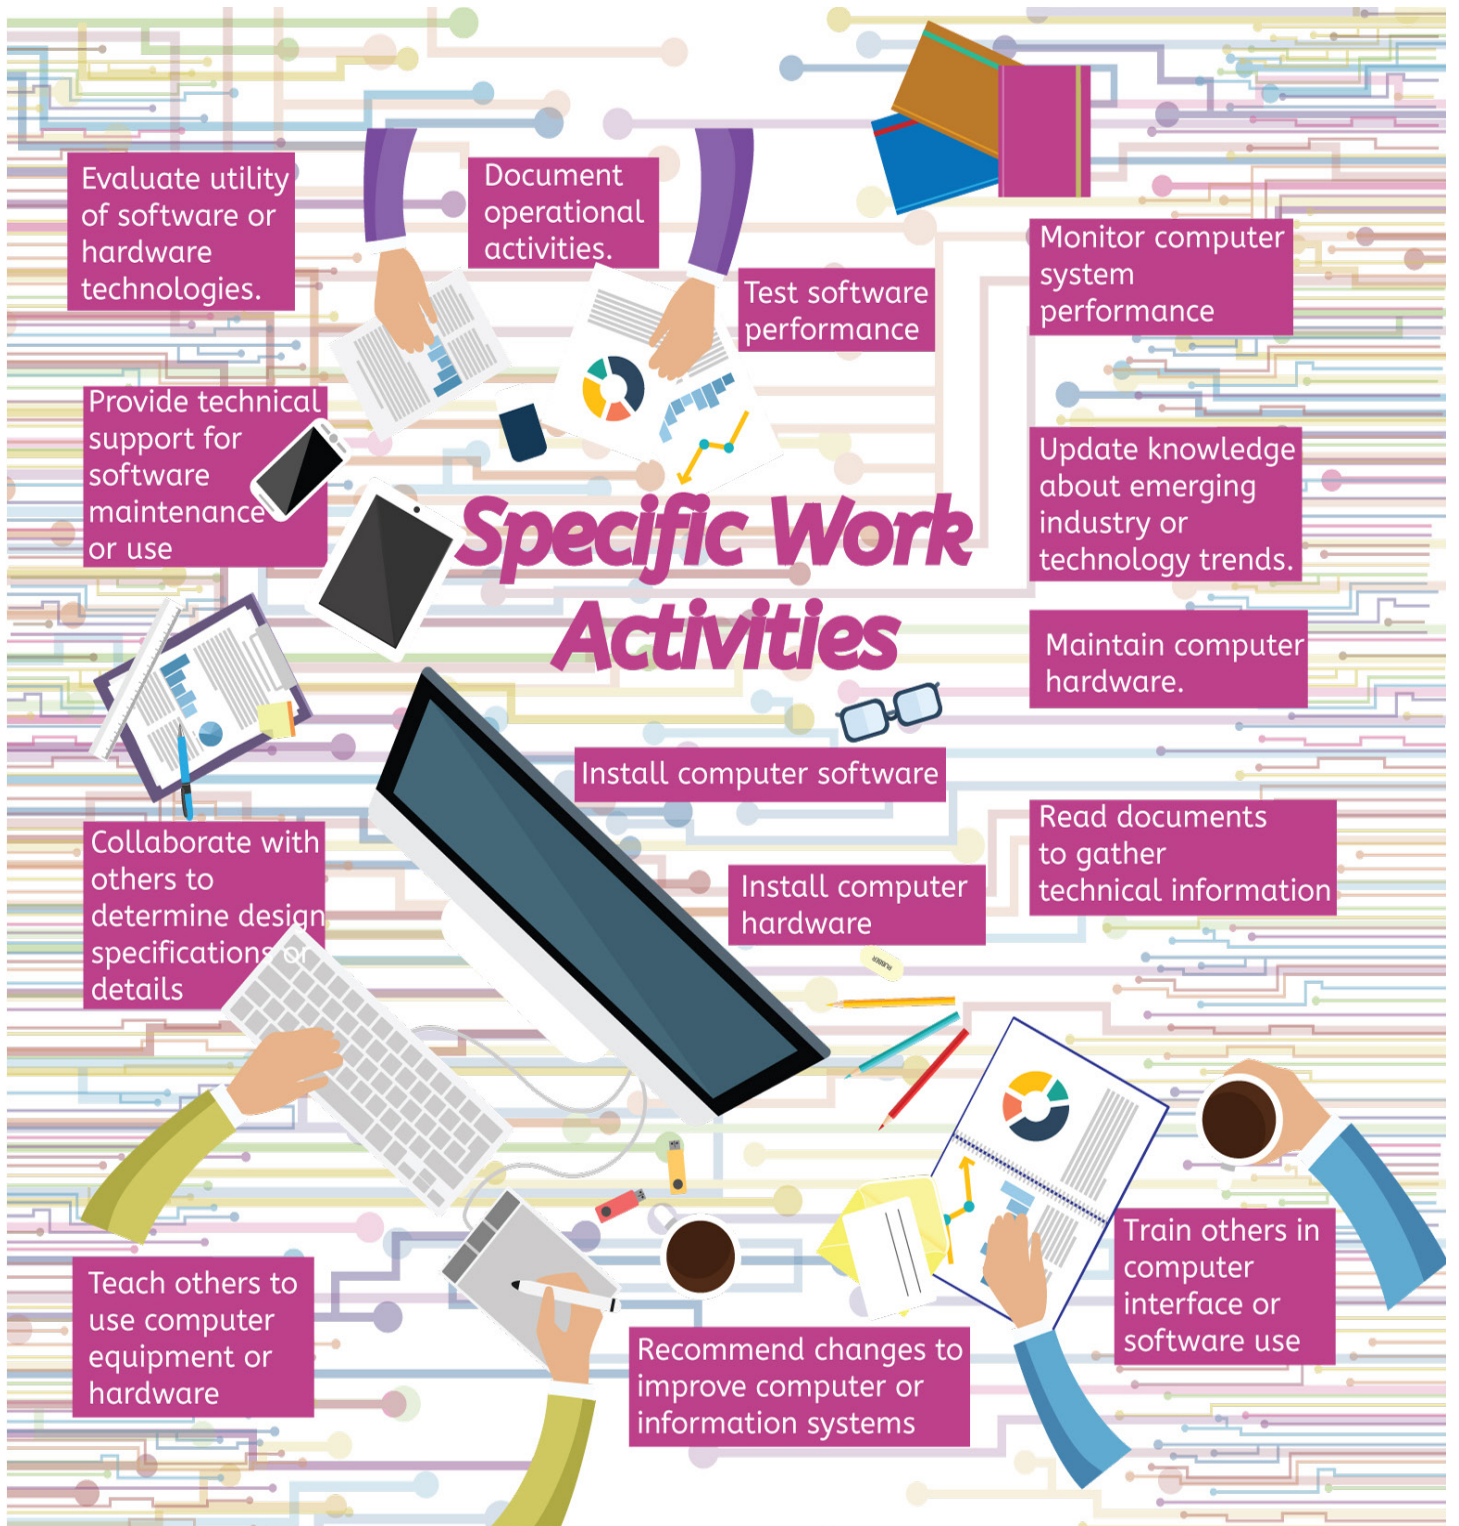 Evaluate utility
of software or
hardware
technologies.
Document
operational
activities.
Test software
performance
Monitor computer
system
performance
Provide technical
support for
software
maintenance
or use
Update knowledge
about emerging
industry or
technology trends.
Specific Work
Activities
Maintain computer
hardware.
Install computer software
Read documents
to gather
technical information
Collaborate with
others to
determine design
specifications or
details
Install computer
hardware
RUBBER
Train others in
computer
interface or
software use
Teach others to
use computer
equipment or
hardware
Recommend changes to
improve computer or
information systems